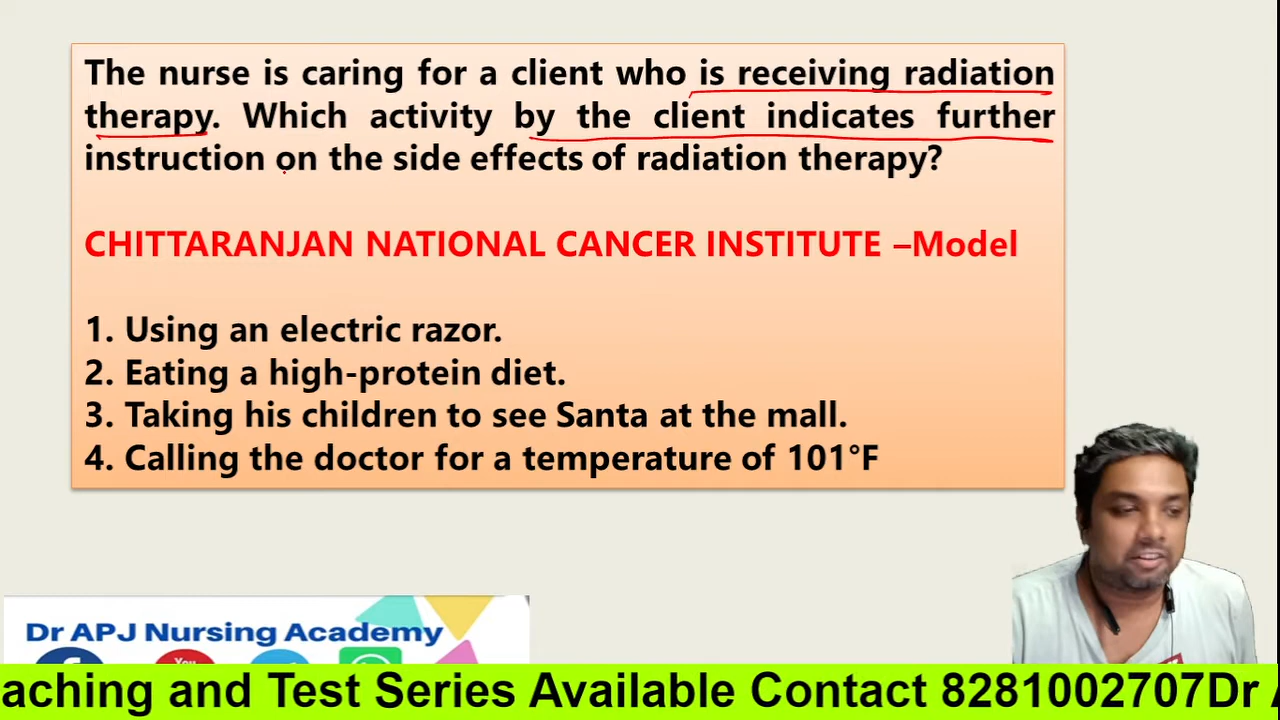 The nurse is caring for a client who is receiving radiation
therapy. Which activity by the client indicates further
instruction on the side effects of radiation therapy?
CHITTARANJAN NATIONAL CANCER INSTITUTE –Model
1. Using an electric razor.
2. Eating a high-protein diet.
3. Taking his children to see Santa at the mall.
4. Calling the doctor for a temperature of 101°F
Dr APJ Nursing Academy
You
aching and Test Series Available Contact 8281002707Dr